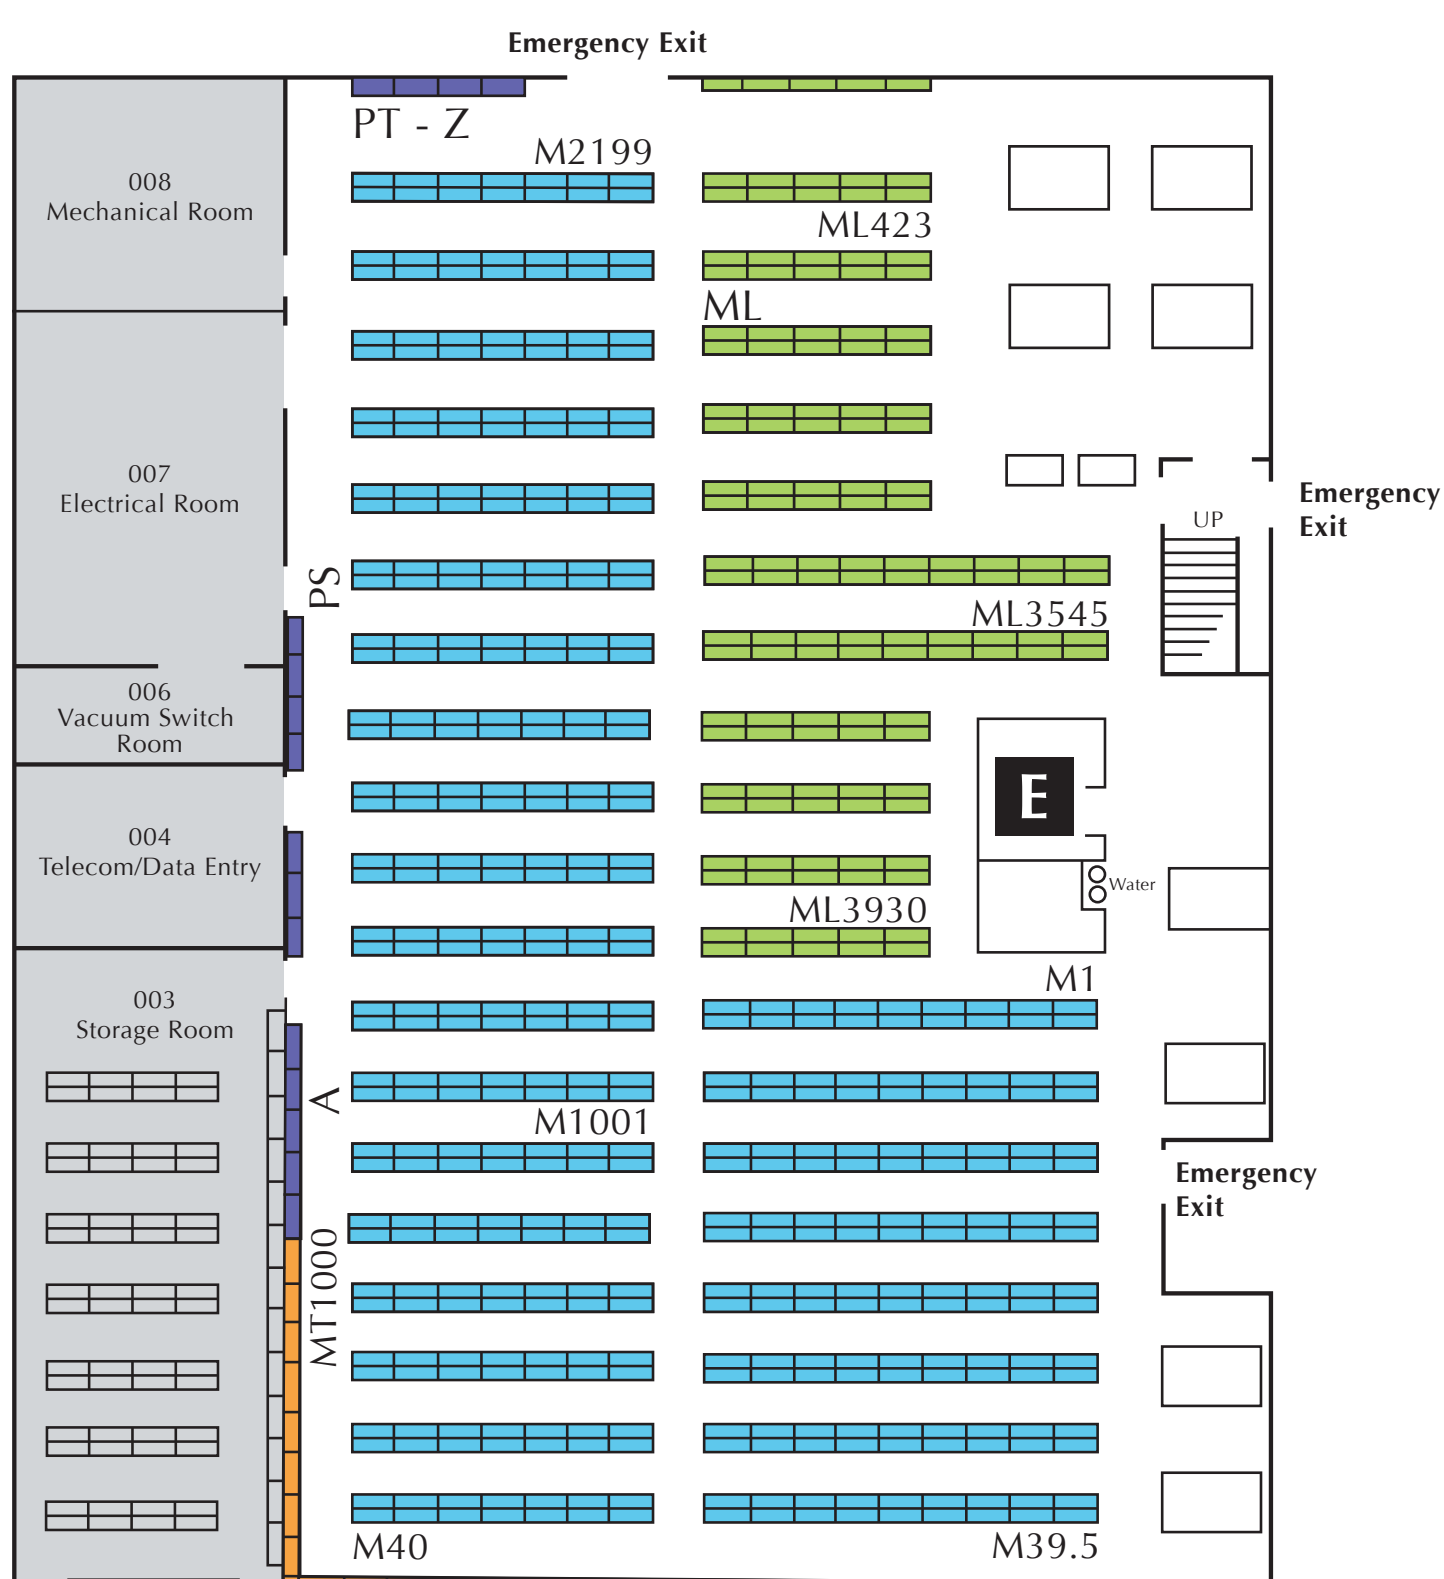 Emergency Exit
PT - Z
M2199
008
Mechanical Room
ML423
ML
007
Electrical Room
Emergency
Exit
UP
PS
ML3545
006
Vacuum Switch
Room
E
004
Telecom/Data Entry
Water
ML3930
M1
003
Storage Room
A
M1001
Emergency
Exit
MT1000
M40
M39.5